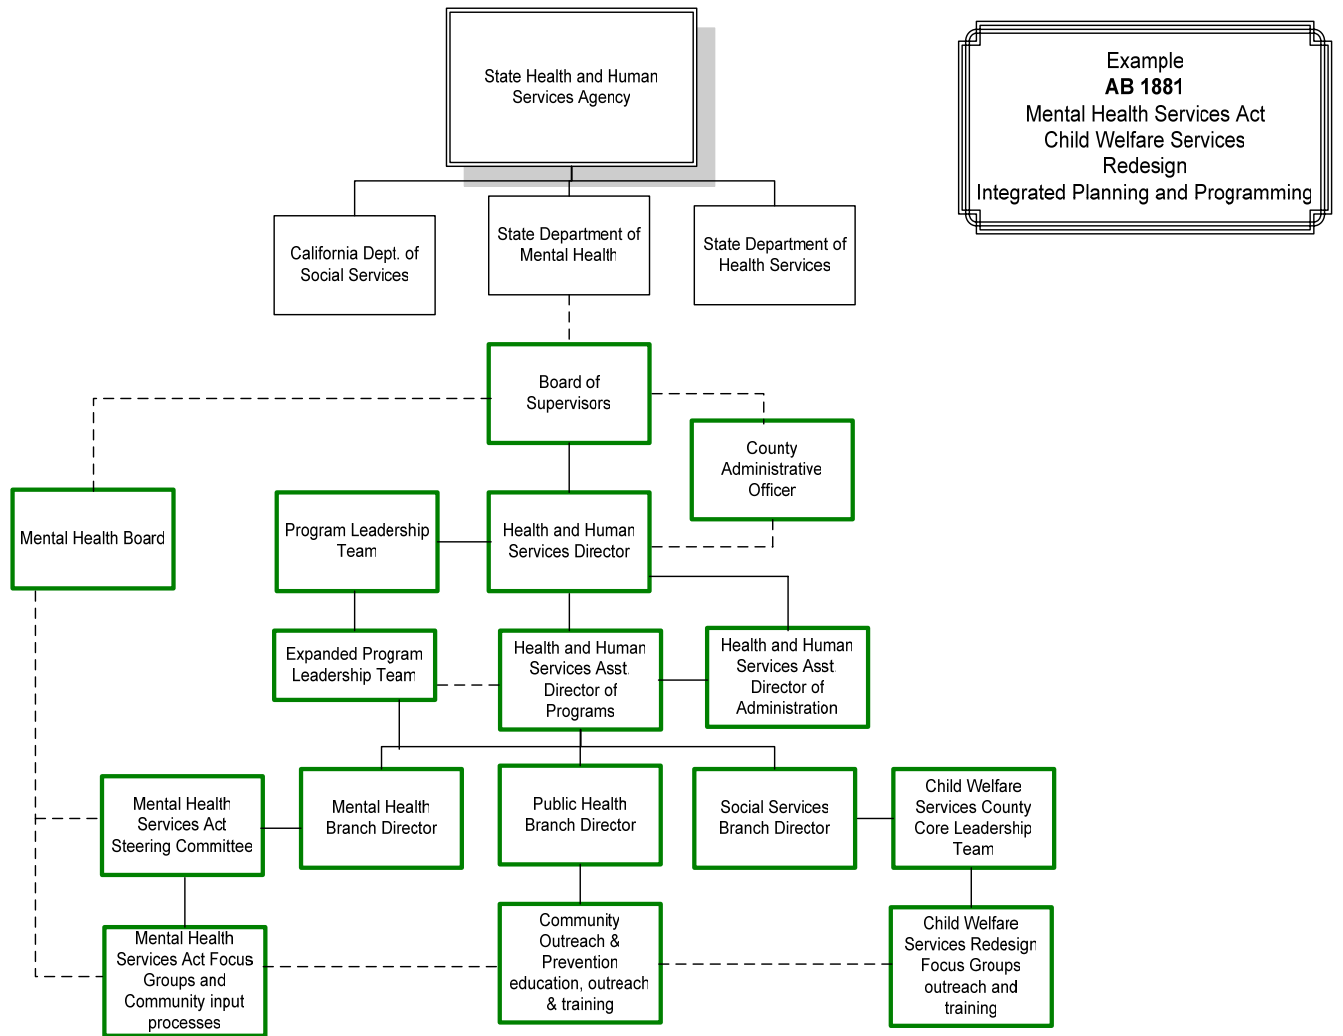 State Health and Human
Services Agency
Example
AB 1881
Mental Health Services Act
Child Welfare Services
Redesign
Integrated Planning and Programming
California Dept. of
Social Services
State Department of
Mental Health
State Department of
Health Services
Board of
Supervisors
County
Administrative
Officer
Mental Health Board
Program Leadership
Team
Health and Human
Services Director
Expanded Program
Leadership Team
Health and Human
Services Asst.
Director of
Programs
Health and Human
Services Asst.
Director of
Administration
Mental Health
Services Act
Steering Committee
Mental Health
Branch Director
Public Health
Branch Director
Social Services
Branch Director
Child Welfare
Services County
Core Leadership
Team
Mental Health
Services Act Focus
Groups and
Community input
processes
Community
Outreach &
Prevention
education, outreach
& training
Child Welfare
Services Redesign
Focus Groups
outreach and
training